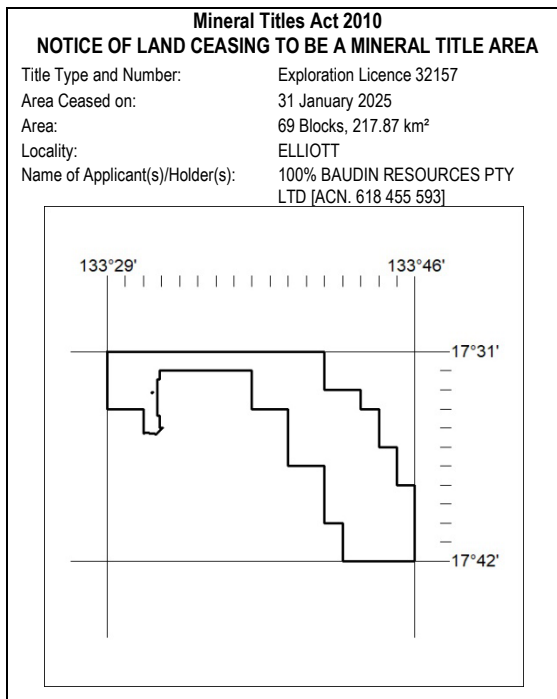 Mineral Titles Act 2010
NOTICE OF LAND CEASING TO BE A MINERAL TITLE AREA
Title Type and Number: Exploration Licence 32157
Area Ceased on: 31 January 2025
Area: 69 Blocks, 217.87 km²
Locality: ELLIOTT
Name of Applicant(s)/Holder(s): 100% BAUDIN RESOURCES PTY
LTD [ACN. 618 455 593]
133°29' 133°46'
17°31'
17°42'